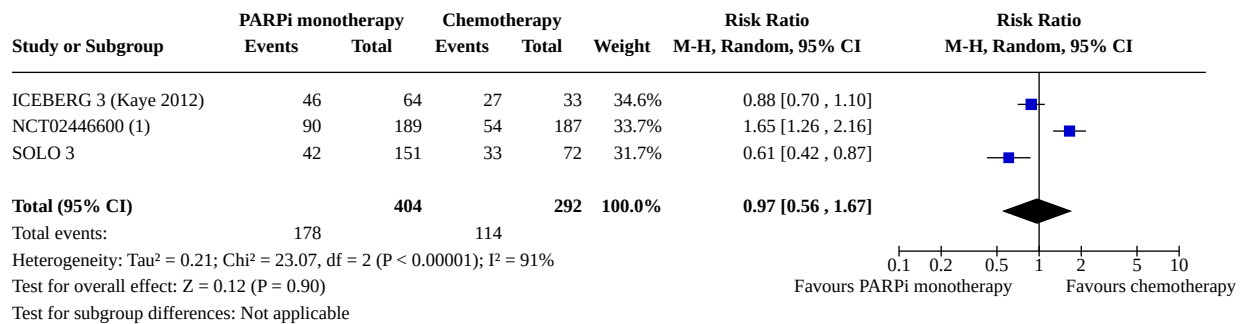 PARPi monotherapy Chemotherapy Risk Ratio Risk Ratio
Study or Subgroup Events Total Events Total Weight M-H, Random, 95% CI M-H, Random, 95% CI
ICEBERG 3 (Kaye 2012) 46 64 27 33 34.6% 0.88 [0.70 , 1.10]
NCT02446600 (1) 90 189 54 187 33.7% 1.65 [1.26 , 2.16]
SOLO 3 42 151 33 72 31.7% 0.61 [0.42 , 0.87]
Total (95% CI) 404 292 100.0% 0.97 [0.56 , 1.67]
Total events: 178 114
Heterogeneity: Tau² = 0.21; Chi² = 23.07, df = 2 (P < 0.00001); I² = 91%
0.1 0.2 0.5 1 2 5 10
Test for overall effect: Z = 0.12 (P = 0.90) Favours PARPi monotherapy Favours chemotherapy
Test for subgroup differences: Not applicable